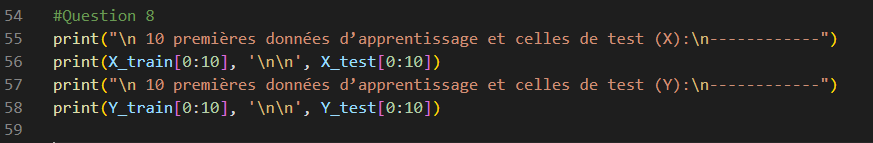 54 #Question 8
55 print("\n 10 premières données d’apprentissage et celles de test (X):\n------------")
56 print(X_train[0:10], '\n\n', X_test[0:10])
57 print("\n 10 premières données d’apprentissage et celles de test (Y):\n------------")
58 print(Y_train[0:10], '\n\n', Y_test[0:10])
59